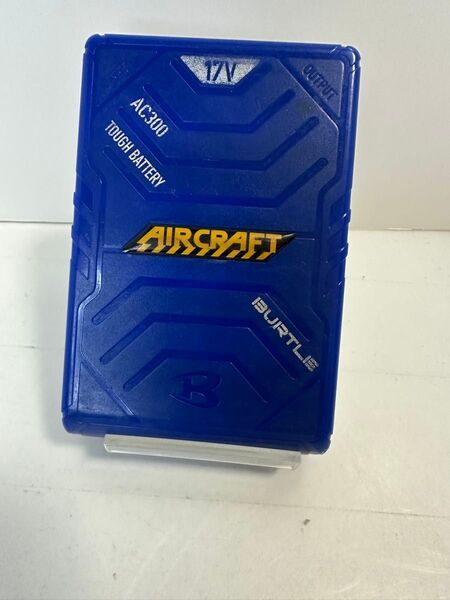 17V
OUTPUT
AC300
TOUGH BATTERY
AIRCRAFT
BURTLE
B